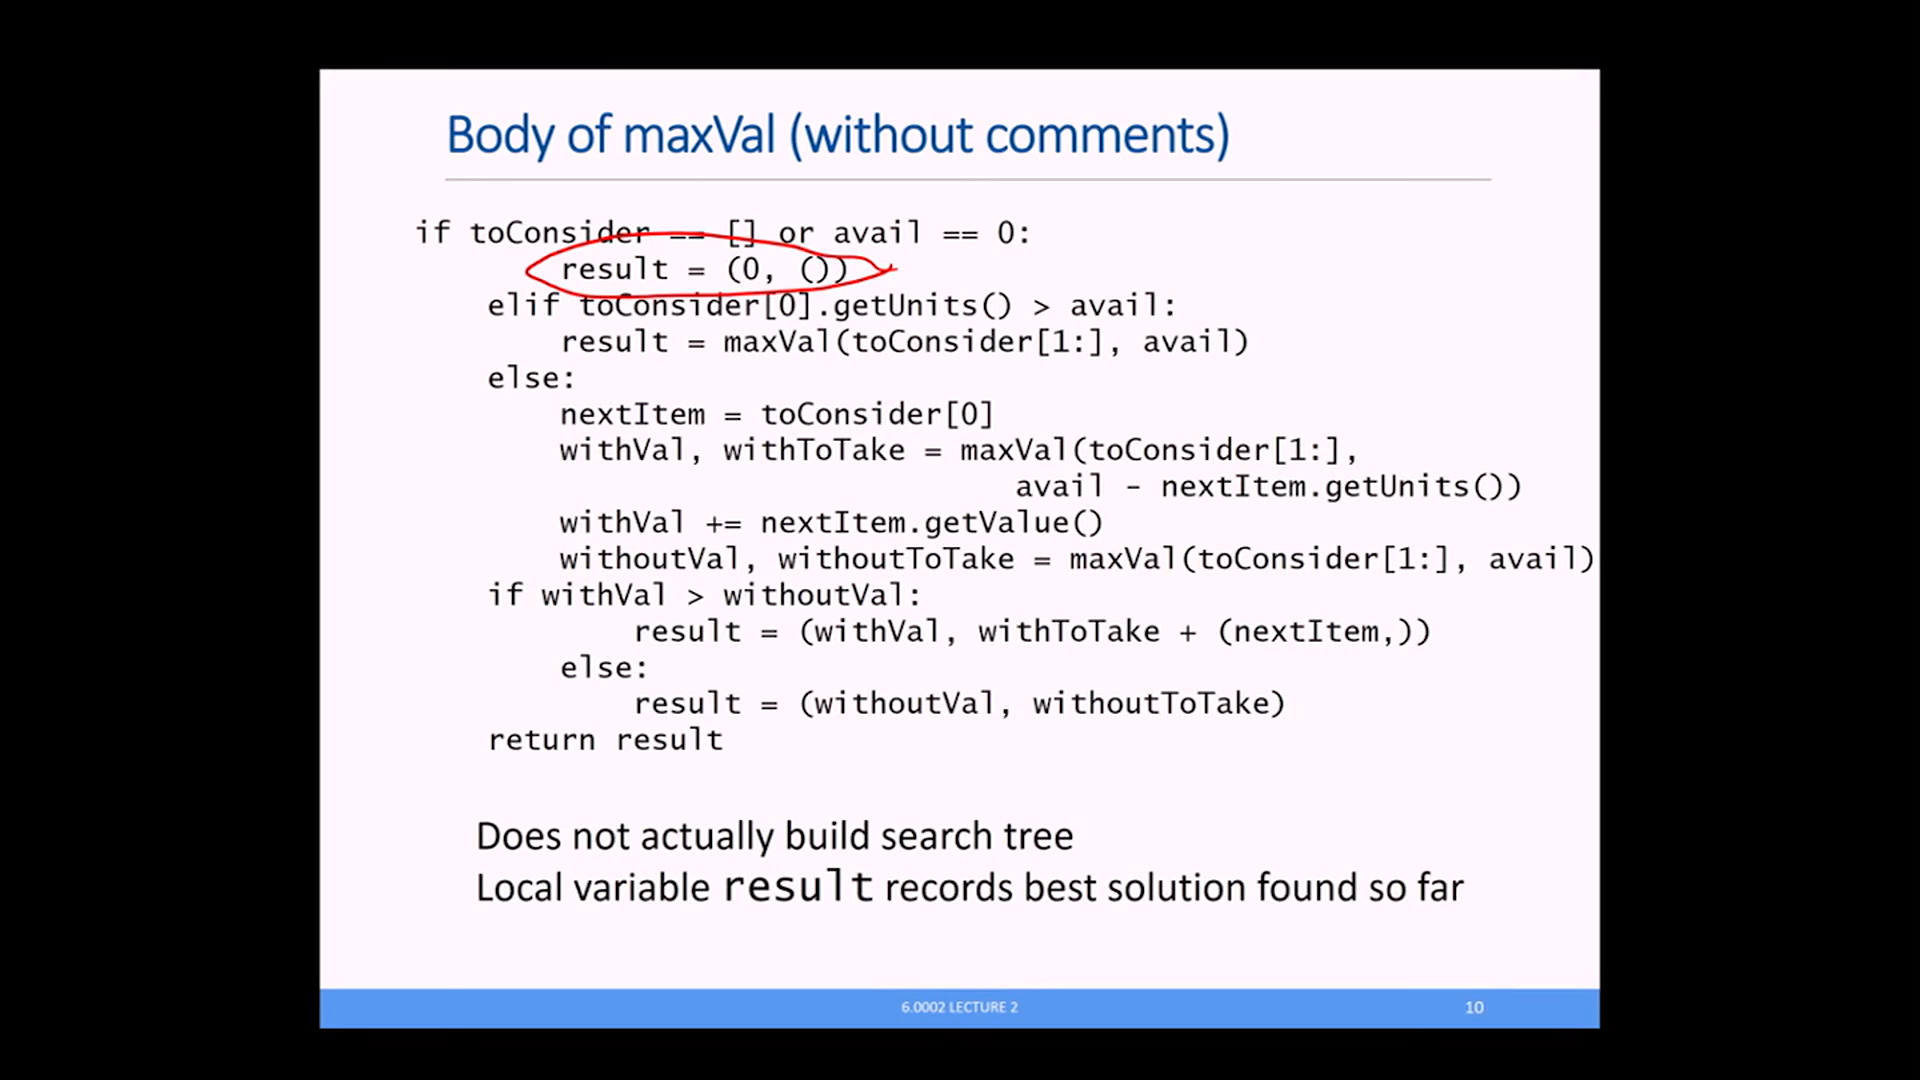 Body of maxVal (without comments)
if toConsider == [] or avail == 0:
result = (0, ())
elif toConsider[0].getUnits() > avail:
result = maxVal(toConsider[1:], avail)
else:
nextItem = toConsider[0]
withVal, withToTake = maxVal(toConsider[1:],
avail - nextItem.getUnits())
withVal += nextItem.getValue()
withoutVal, withoutToTake = maxVal(toConsider[1:], avail)
if withVal > withoutVal:
result = (withVal, withToTake + (nextItem,))
else:
result = (withoutVal, withoutToTake)
return result
Does not actually build search tree
Local variable result records best solution found so far
6.0002 LECTURE 2
10